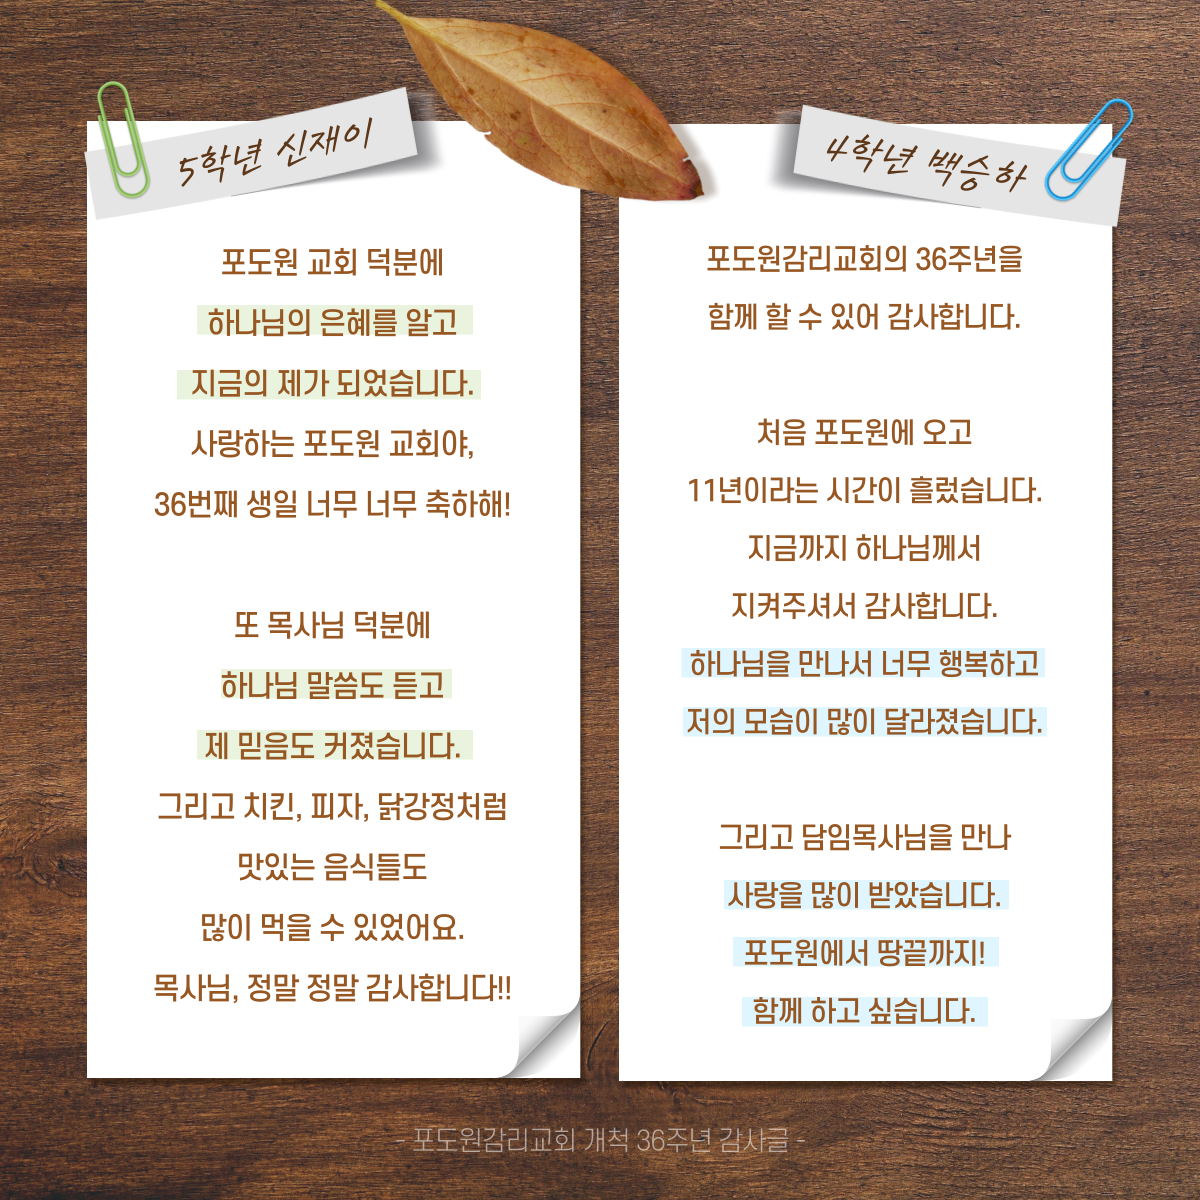 5학년 신재이
포도원 교회 덕분에
하나님의 은혜를 알고
지금의 제가 되었습니다.
사랑하는 포도원 교회야,
36번째 생일 너무 너무 축하해!
또 목사님 덕분에
하나님 말씀도 듣고
제 믿음도 커졌습니다.
그리고 치킨, 피자, 닭강정처럼
맛있는 음식들도
많이 먹을 수 있었어요.
목사님, 정말 정말 감사합니다!!
4학년 백승하
포도원감리교회의 36주년을
함께 할 수 있어 감사합니다.
처음 포도원에 오고
11년이라는 시간이 흘렀습니다.
지금까지 하나님께서
지켜주셔서 감사합니다.
하나님을 만나서 너무 행복하고
저의 모습이 많이 달라졌습니다.
그리고 담임목사님을 만나
사랑을 많이 받았습니다.
포도원에서 땅끝까지!
함께 하고 싶습니다.
- 포도원감리교회 개척 36주년 감사글 -